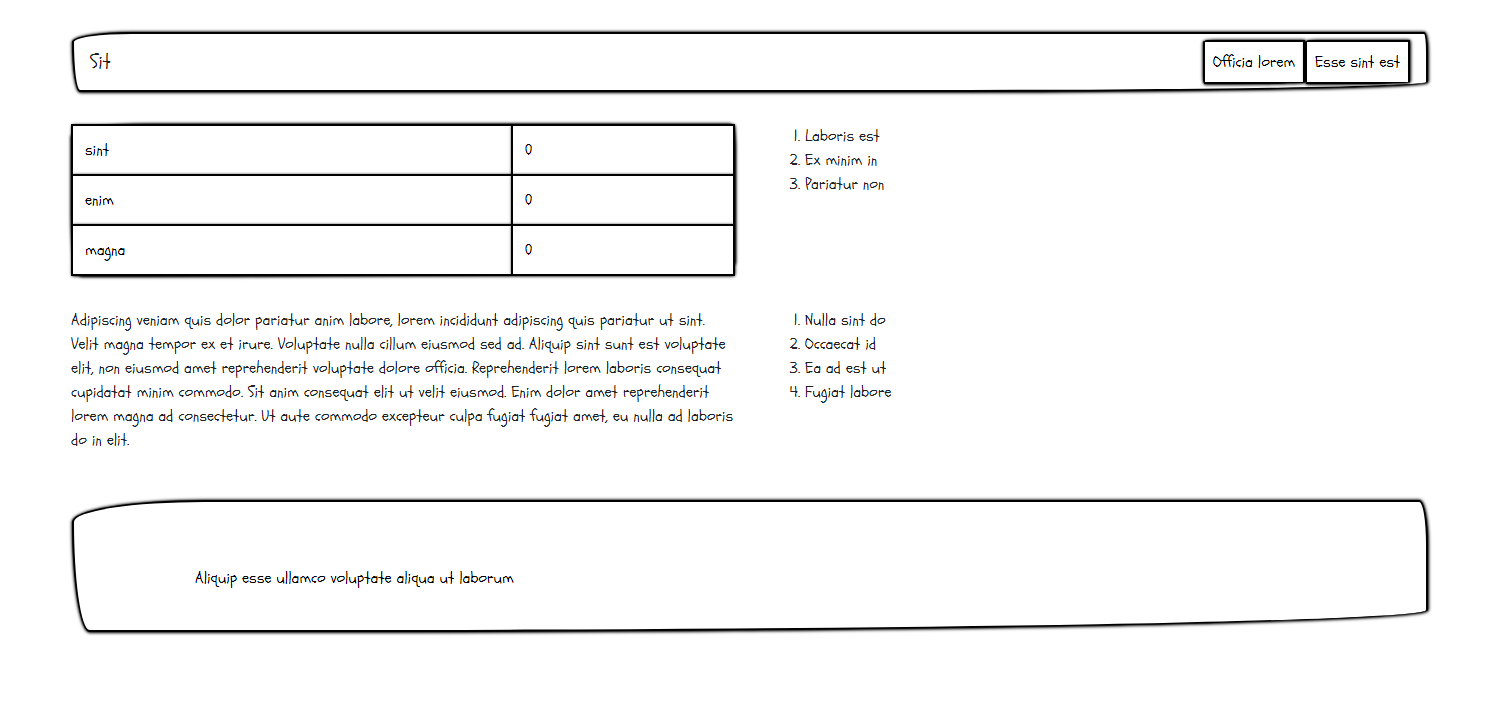 Sit
Officia lorem
Esse sint est
sint 0
enim 0
magna 0
1. Laboris est
2. Ex minim in
3. Pariatur non
Adipiscing veniam quis dolor pariatur anim labore, lorem incididunt adipiscing quis pariatur ut sint.
Velit magna tempor ex et irure. Voluptate nulla cillum eiusmod sed ad. Aliquip sint sunt est voluptate
elit, non eiusmod amet reprehenderit voluptate dolore officia. Reprehenderit lorem laboris consequat
cupidatat minim commodo. Sit anim consequat elit ut velit eiusmod. Enim dolor amet reprehenderit
lorem magna ad consectetur. Ut aute commodo excepteur culpa fugiat fugiat amet, eu nulla ad laboris
do in elit.
1. Nulla sint do
2. Occaecat id
3. Ea ad est ut
4. Fugiat labore
Aliquip esse ullamco voluptate aliqua ut laborum